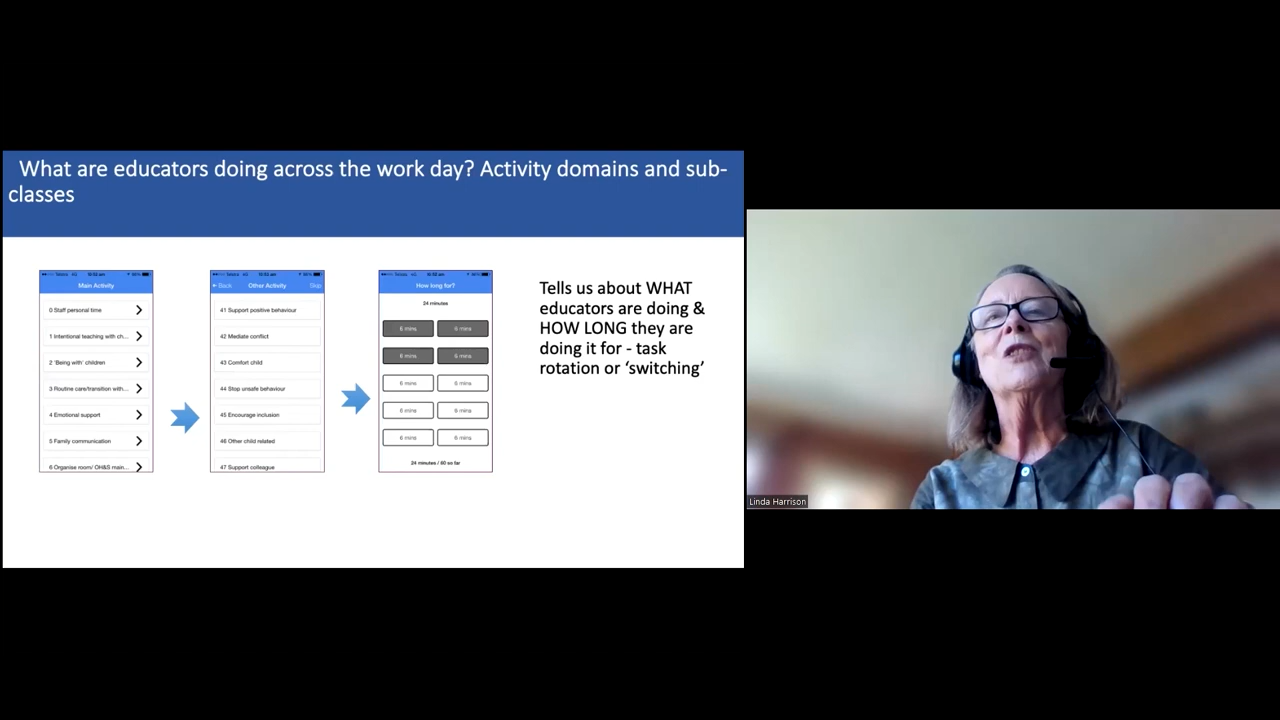 What are educators doing across the work day? Activity domains and sub-
classes
Main Activity
0 Staff personal time
1 Intentional teaching with ch...
2 'Being with' children
3 Routine care/transition with...
4 Emotional support
5 Family communication
6 Organise room/ OH&S main...
Back
Other Activity
Skip
41 Support positive behaviour
42 Mediate conflict
43 Comfort child
44 Stop unsafe behaviour
45 Encourage inclusion
46 Other child related
47 Support colleague
How long for?
24 minutes
6 mins 6 mins
6 mins 6 mins
6 mins 6 mins
6 mins 6 mins
6 mins 6 mins
24 minutes / 60 so far
Tells us about WHAT
educators are doing &
HOW LONG they are
doing it for - task
rotation or ‘switching’
Linda Harrison